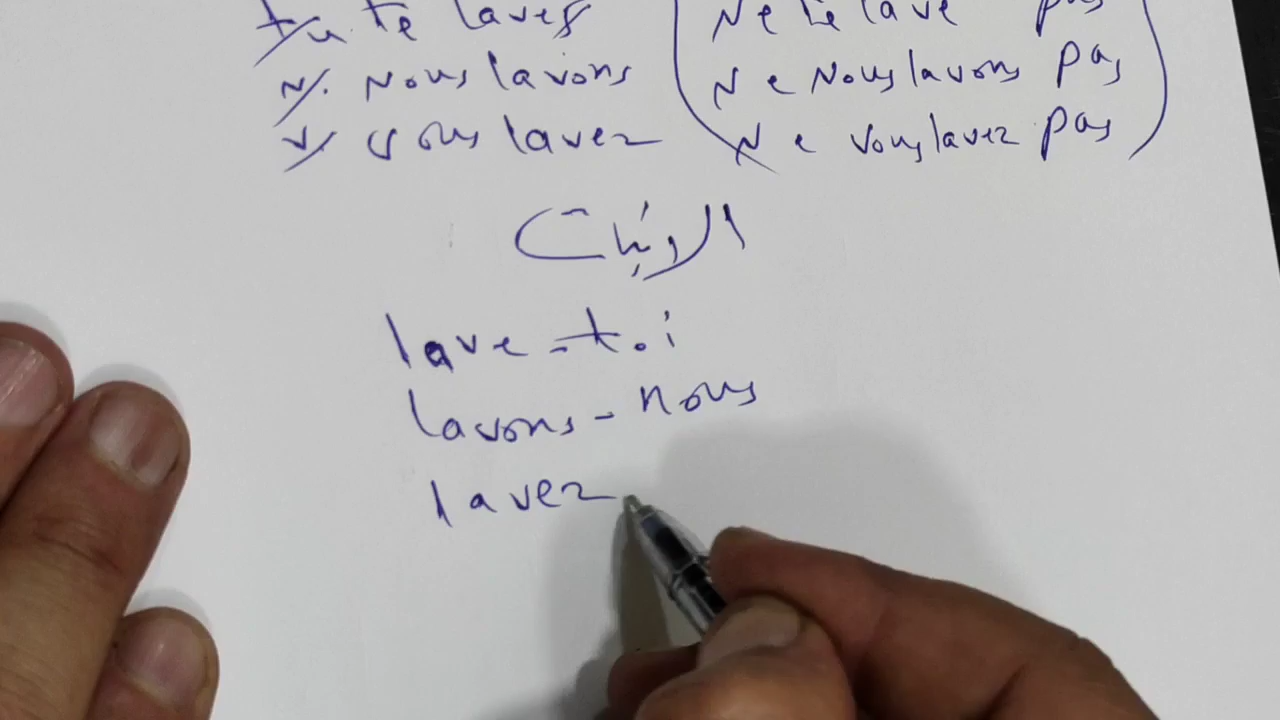 tu te laves Ne te lave pas
N. Nous lavons Ne Nous lavons pas
V vous lavez Ne vous lavez pas
lave-toi
lavons-nous
lavez